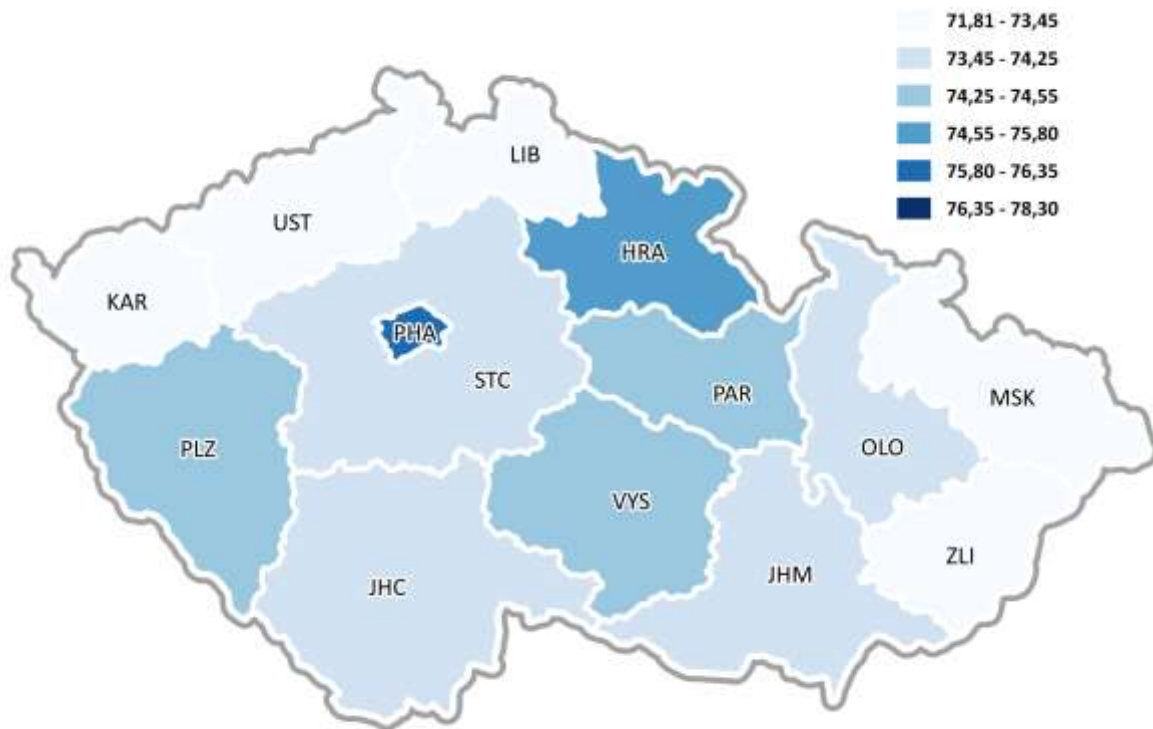 71,81 - 73,45
73,45 - 74,25
74,25 - 74,55
74,55 - 75,80
75,80 - 76,35
76,35 - 78,30
LIB
UST
HRA
KAR
PHA
STC
PAR
MSK
PLZ
OLO
VYS
ZLI
JHC
JHM